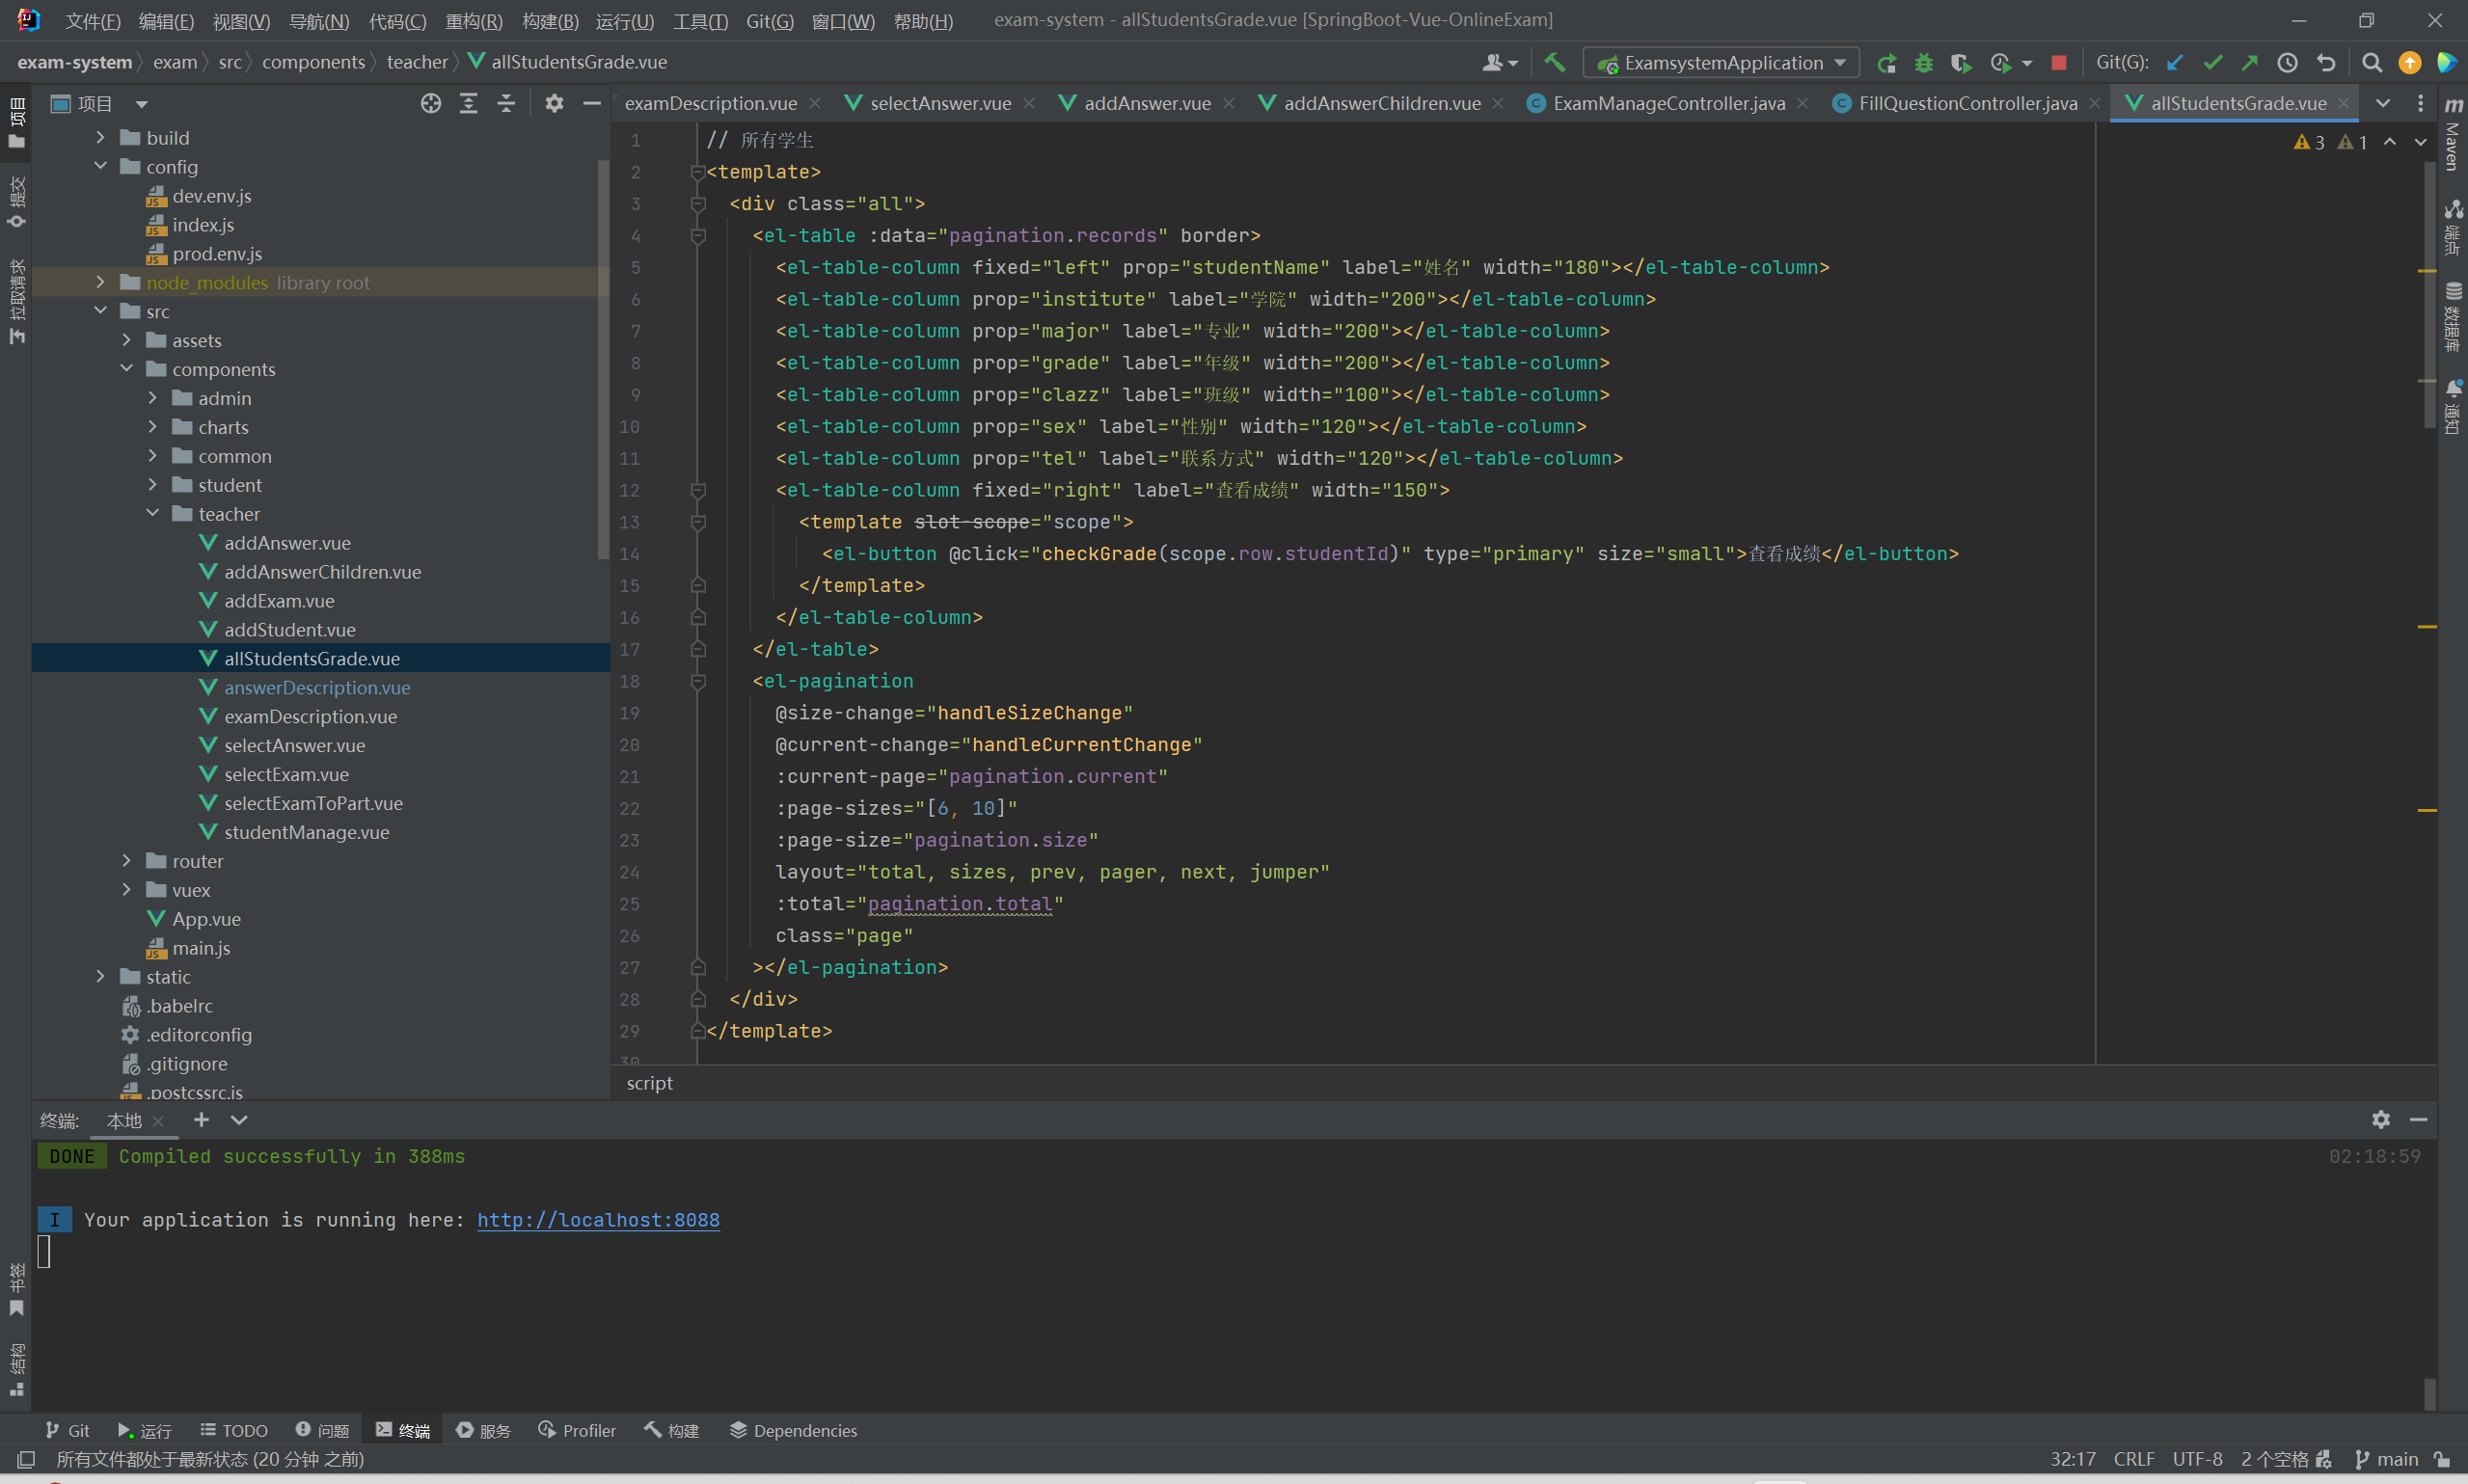 文件(F) 编辑(E) 视图(V) 导航(N) 代码(C) 重构(R) 构建(B) 运行(U) 工具(T) Git(G) 窗口(W) 帮助(H) exam-system - allStudentsGrade.vue [SpringBoot-Vue-OnlineExam]
exam-system exam src components teacher allStudentsGrade.vue ExamsystemApplication Git(G):
项目
examDescription.vue selectAnswer.vue addAnswer.vue addAnswerChildren.vue ExamManageController.java FillQuestionController.java allStudentsGrade.vue
项目
提交
拉取请求
书签
结构
build
config
dev.env.js
index.js
prod.env.js
node_modules library root
src
assets
components
admin
charts
common
student
teacher
addAnswer.vue
addAnswerChildren.vue
addExam.vue
addStudent.vue
allStudentsGrade.vue
answerDescription.vue
examDescription.vue
selectAnswer.vue
selectExam.vue
selectExamToPart.vue
studentManage.vue
router
vuex
App.vue
main.js
static
.babelrc
.editorconfig
.gitignore
.postcssrc.js
3 1
1 // 所有学生
2 <template>
3 <div class="all">
4 <el-table :data="pagination.records" border>
5 <el-table-column fixed="left" prop="studentName" label="姓名" width="180"></el-table-column>
6 <el-table-column prop="institute" label="学院" width="200"></el-table-column>
7 <el-table-column prop="major" label="专业" width="200"></el-table-column>
8 <el-table-column prop="grade" label="年级" width="200"></el-table-column>
9 <el-table-column prop="clazz" label="班级" width="100"></el-table-column>
10 <el-table-column prop="sex" label="性别" width="120"></el-table-column>
11 <el-table-column prop="tel" label="联系方式" width="120"></el-table-column>
12 <el-table-column fixed="right" label="查看成绩" width="150">
13 <template slot-scope="scope">
14 <el-button @click="checkGrade(scope.row.studentId)" type="primary" size="small">查看成绩</el-button>
15 </template>
16 </el-table-column>
17 </el-table>
18 <el-pagination
19 @size-change="handleSizeChange"
20 @current-change="handleCurrentChange"
21 :current-page="pagination.current"
22 :page-sizes="[6, 10]"
23 :page-size="pagination.size"
24 layout="total, sizes, prev, pager, next, jumper"
25 :total="pagination.total"
26 class="page"
27 ></el-pagination>
28 </div>
29 </template>
30
script
m Maven
端点
数据库
通知
终端: 本地
DONE Compiled successfully in 388ms 02:18:59
I Your application is running here: http://localhost:8088
Git 运行 TODO 问题 终端 服务 Profiler 构建 Dependencies
所有文件都处于最新状态 (20 分钟 之前) 32:17 CRLF UTF-8 2 个空格 main